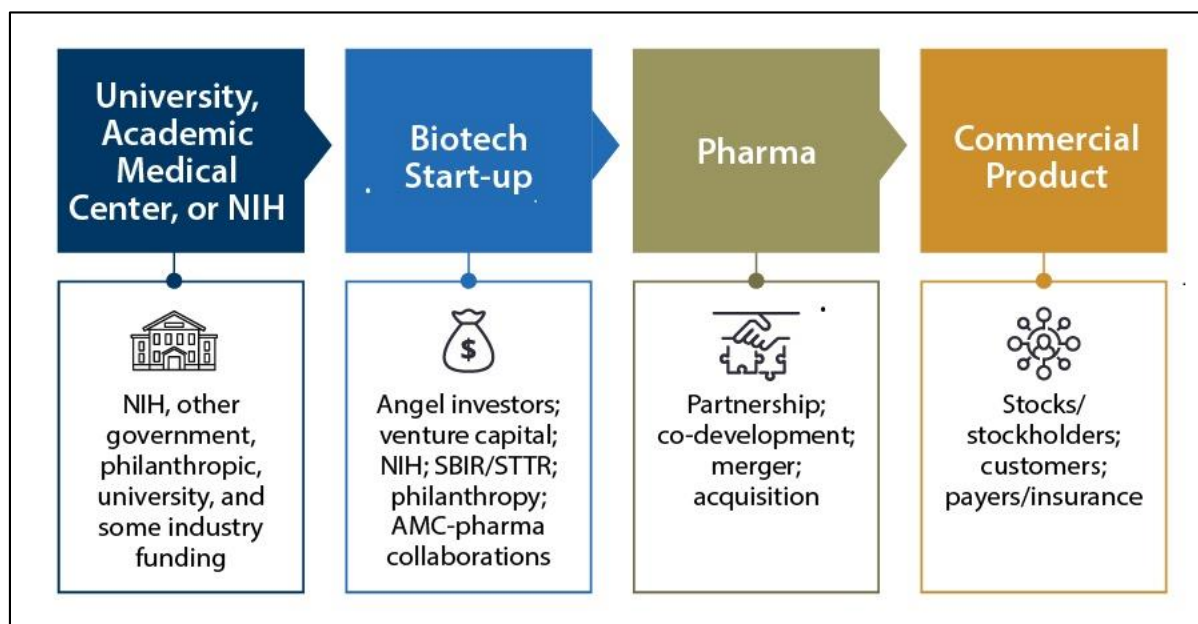 University,
Academic
Medical
Center, or NIH
Biotech
Start-up
Pharma
Commercial
Product
NIH, other
government,
philanthropic,
university, and
some industry
funding
$
Angel investors;
venture capital;
NIH; SBIR/STTR;
philanthropy;
AMC-pharma
collaborations
Partnership;
co-development;
merger;
acquisition
Stocks/
stockholders;
customers;
payers/insurance